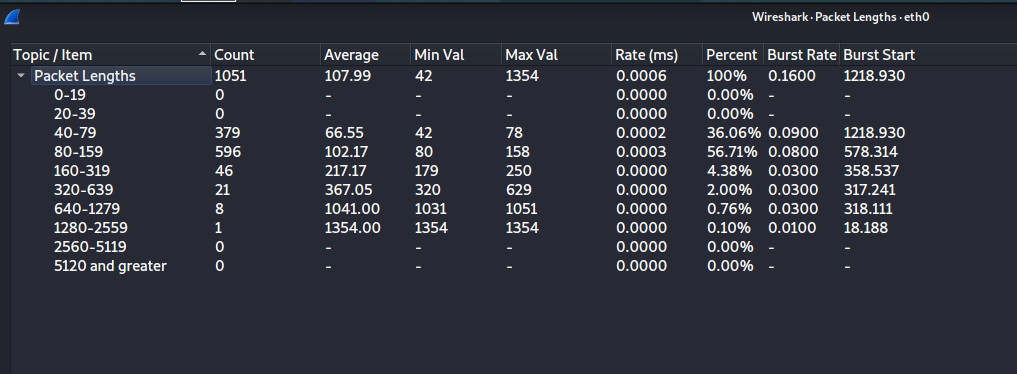 Wireshark · Packet Lengths · eth0
Topic / Item Count Average Min Val Max Val Rate (ms) Percent Burst Rate Burst Start
Packet Lengths 1051 107.99 42 1354 0.0006 100% 0.1600 1218.930
0-19 0 - - - 0.0000 0.00% - -
20-39 0 - - - 0.0000 0.00% - -
40-79 379 66.55 42 78 0.0002 36.06% 0.0900 1218.930
80-159 596 102.17 80 158 0.0003 56.71% 0.0800 578.314
160-319 46 217.17 179 250 0.0000 4.38% 0.0300 358.537
320-639 21 367.05 320 629 0.0000 2.00% 0.0300 317.241
640-1279 8 1041.00 1031 1051 0.0000 0.76% 0.0300 318.111
1280-2559 1 1354.00 1354 1354 0.0000 0.10% 0.0100 18.188
2560-5119 0 - - - 0.0000 0.00% - -
5120 and greater 0 - - - 0.0000 0.00% - -